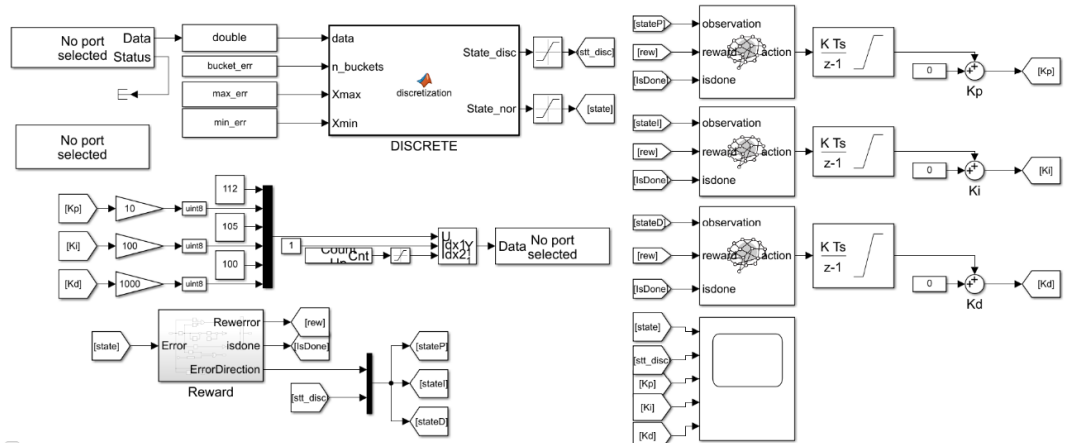 No port
selected
Data
Status
double
bucket_err
max_err
min_err
data
n_buckets
Xmax
Xmin
discretization
State_disc
State_nor
DISCRETE
[stt_disc]
[state]
No port
selected
[Kp]
10
uint8
[Ki]
100
uint8
[Kd]
1000
uint8
112
105
100
1
Cnt
U
Idx1
Idx2
Y
Data
No port
selected
[state]
Error
Rewerror
isdone
ErrorDirection
Reward
[rew]
[IsDone]
[stt_disc]
[stateP]
[stateI]
[stateD]
[stateP]
[rew]
[IsDone]
observation
reward
isdone
action
K Ts
z-1
0
Kp
[Kp]
[stateI]
[rew]
[IsDone]
observation
reward
isdone
action
K Ts
z-1
0
Ki
[Ki]
[stateD]
[rew]
[IsDone]
observation
reward
isdone
action
K Ts
z-1
0
Kd
[Kd]
[state]
[stt_disc]
[Kp]
[Ki]
[Kd]